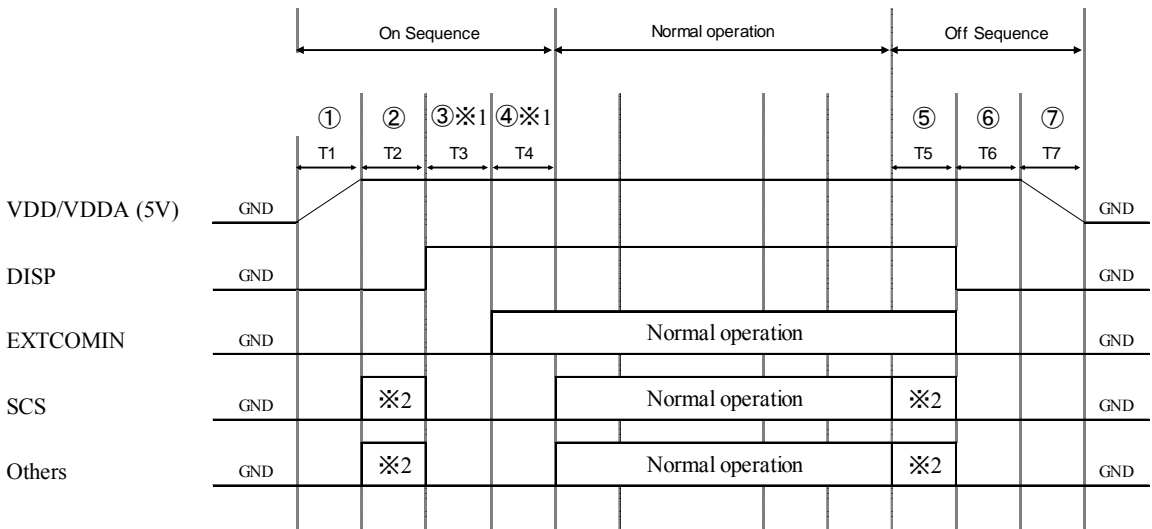 On Sequence Normal operation Off Sequence
① ② ③※1 ④※1 ⑤ ⑥ ⑦
T1 T2 T3 T4 T5 T6 T7
VDD/VDDA (5V) GND GND
DISP GND GND
EXTCOMIN GND Normal operation GND
SCS GND ※2 Normal operation ※2 GND
Others GND ※2 Normal operation ※2 GND